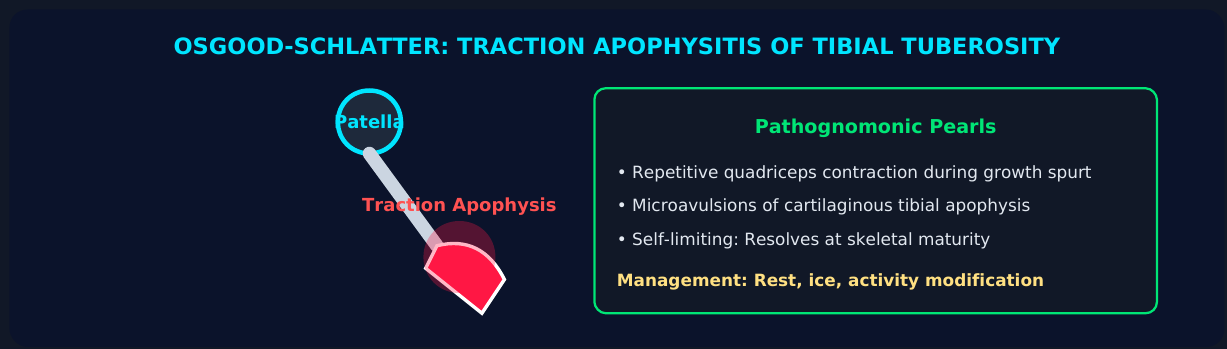 OSGOOD-SCHLATTER: TRACTION APOPHYSITIS OF TIBIAL TUBEROSITY
Patella
Traction Apophysis
Pathognomonic Pearls
• Repetitive quadriceps contraction during growth spurt
• Microavulsions of cartilaginous tibial apophysis
• Self-limiting: Resolves at skeletal maturity
Management: Rest, ice, activity modification